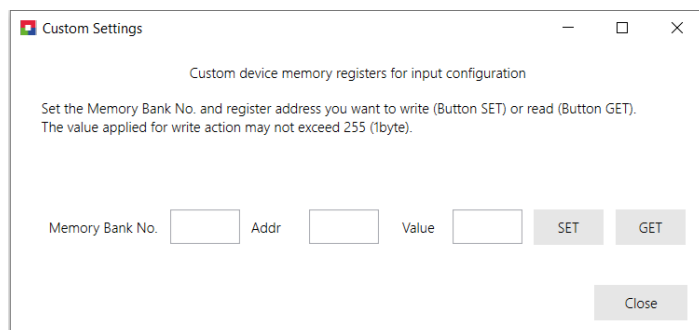 Custom Settings
Custom device memory registers for input configuration
Set the Memory Bank No. and register address you want to write (Button SET) or read (Button GET).
The value applied for write action may not exceed 255 (1byte).
Memory Bank No. Addr Value SET GET
Close